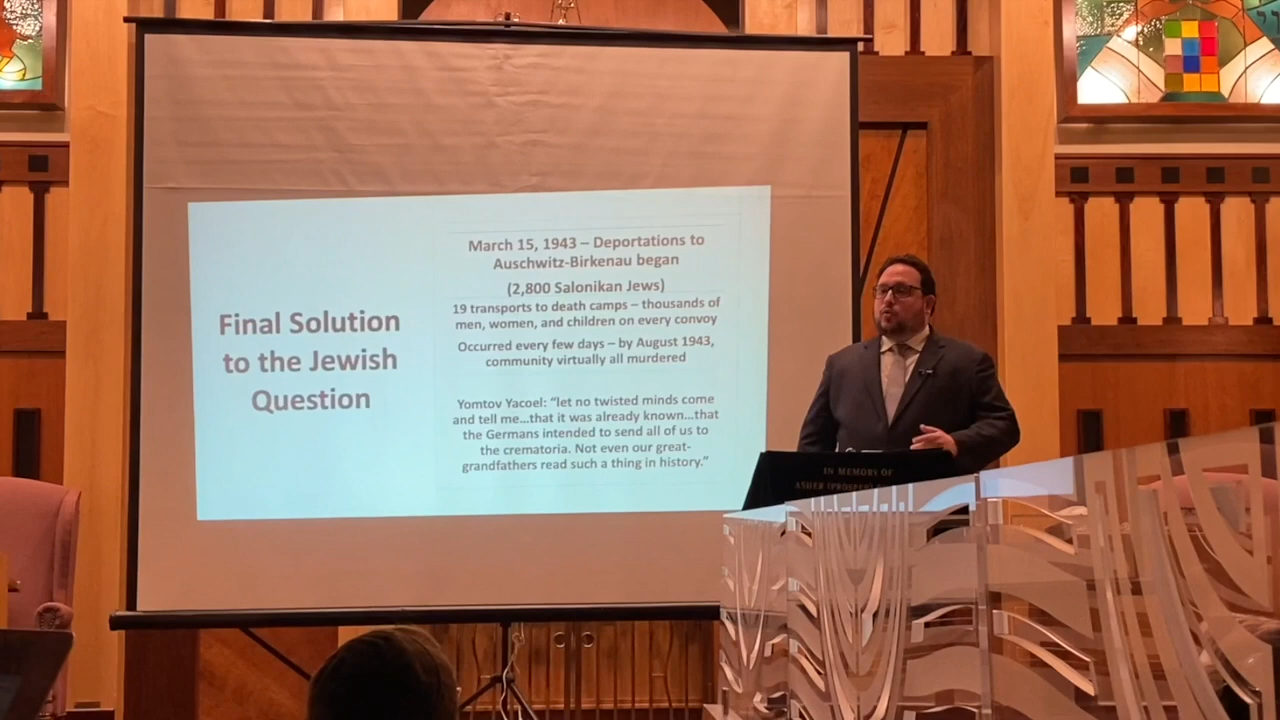 Final Solution
to the Jewish
Question
March 15, 1943 – Deportations to
Auschwitz-Birkenau began
(2,800 Salonikan Jews)
19 transports to death camps – thousands of
men, women, and children on every convoy
Occurred every few days – by August 1943,
community virtually all murdered
Yomtov Yacoel: “let no twisted minds come
and tell me...that it was already known...that
the Germans intended to send all of us to
the crematoria. Not even our great-
grandfathers read such a thing in history.”
IN MEMORY OF
ASHER (PROSPER)